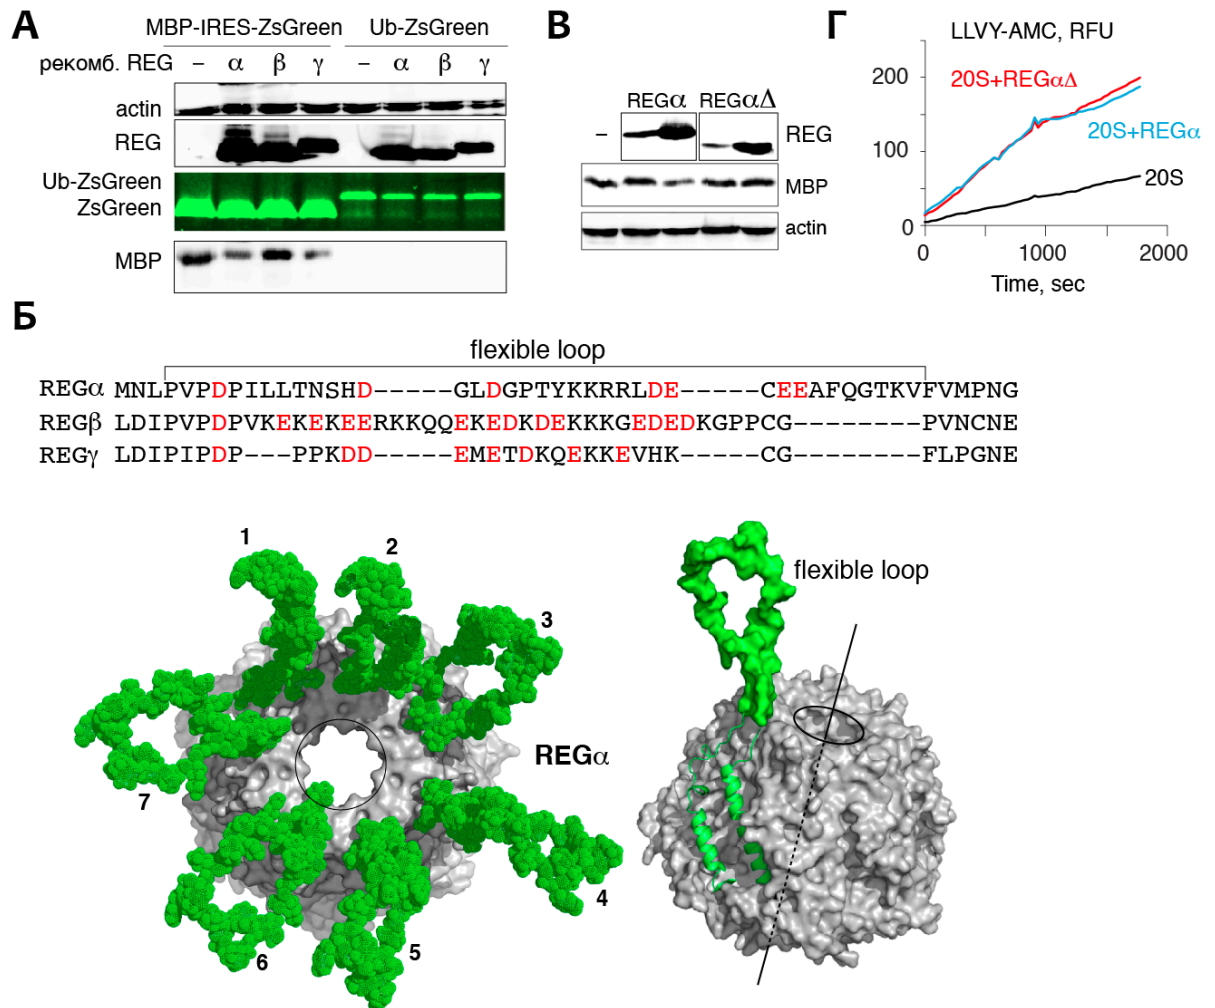 А
MBP-IRES-ZsGreen Ub-ZsGreen
рекомб. REG – α β γ – α β γ
actin
REG
Ub-ZsGreen
ZsGreen
MBP
В
REGα REGαΔ
– REG
MBP
actin
Г
LLVY-AMC, RFU
200
20S+REGαΔ
20S+REGα
100
20S
0
0 1000 2000
Time, sec
Б
flexible loop
REGα MNLPVPDPILLTNSHD-----GLDGPTYKKRRLDE-----CEEAFQGTKVFVMPNG
REGβ LDIPVPDPVKEKEKEERKKQQEKEDKDEKKKGEDEDKGPPCG--------PVNCNE
REGγ LDIPIPDP---PPKDD-----EMETDKQEKKEVHK-----CG--------FLPGNE
1
2
flexible loop
3
REGα
7
4
6
5